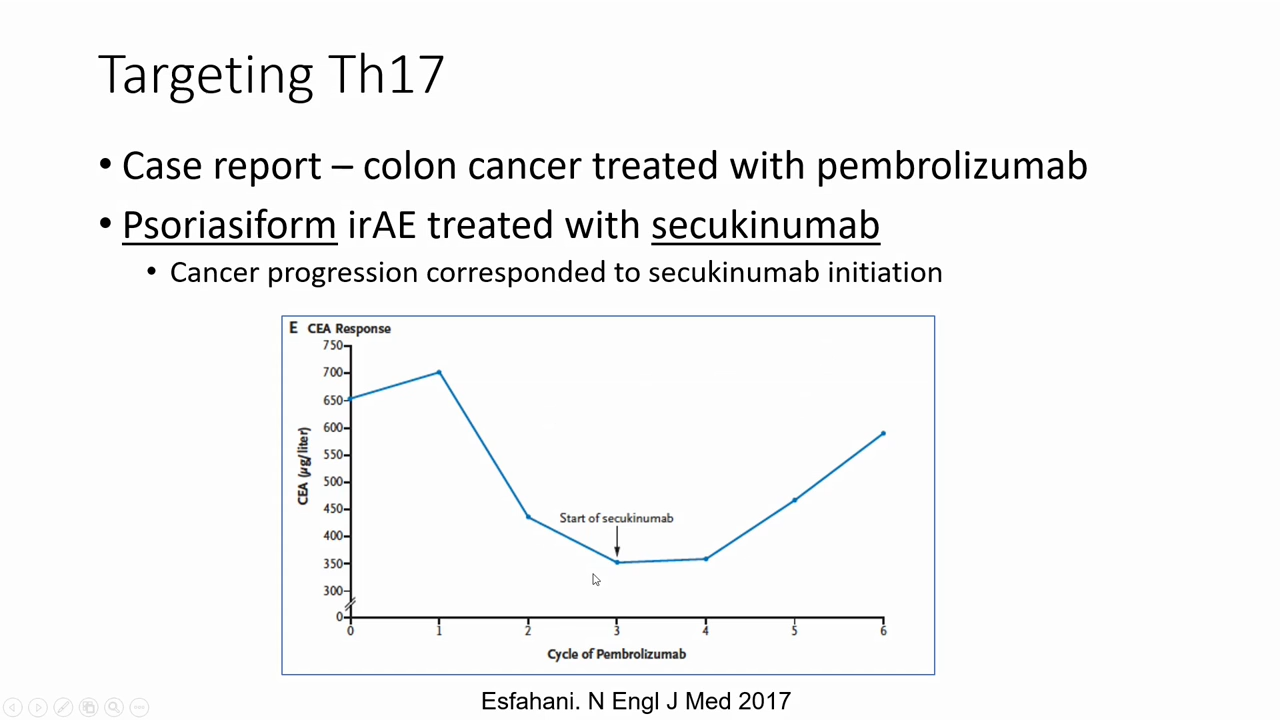 Targeting Th17
• Case report – colon cancer treated with pembrolizumab
• Psoriasiform irAE treated with secukinumab
• Cancer progression corresponded to secukinumab initiation
E CEA Response
750
700
650
600
550
500
450
400
350
300
0
CEA (µg/liter)
Start of secukinumab
0 1 2 3 4 5 6
Cycle of Pembrolizumab
Esfahani. N Engl J Med 2017